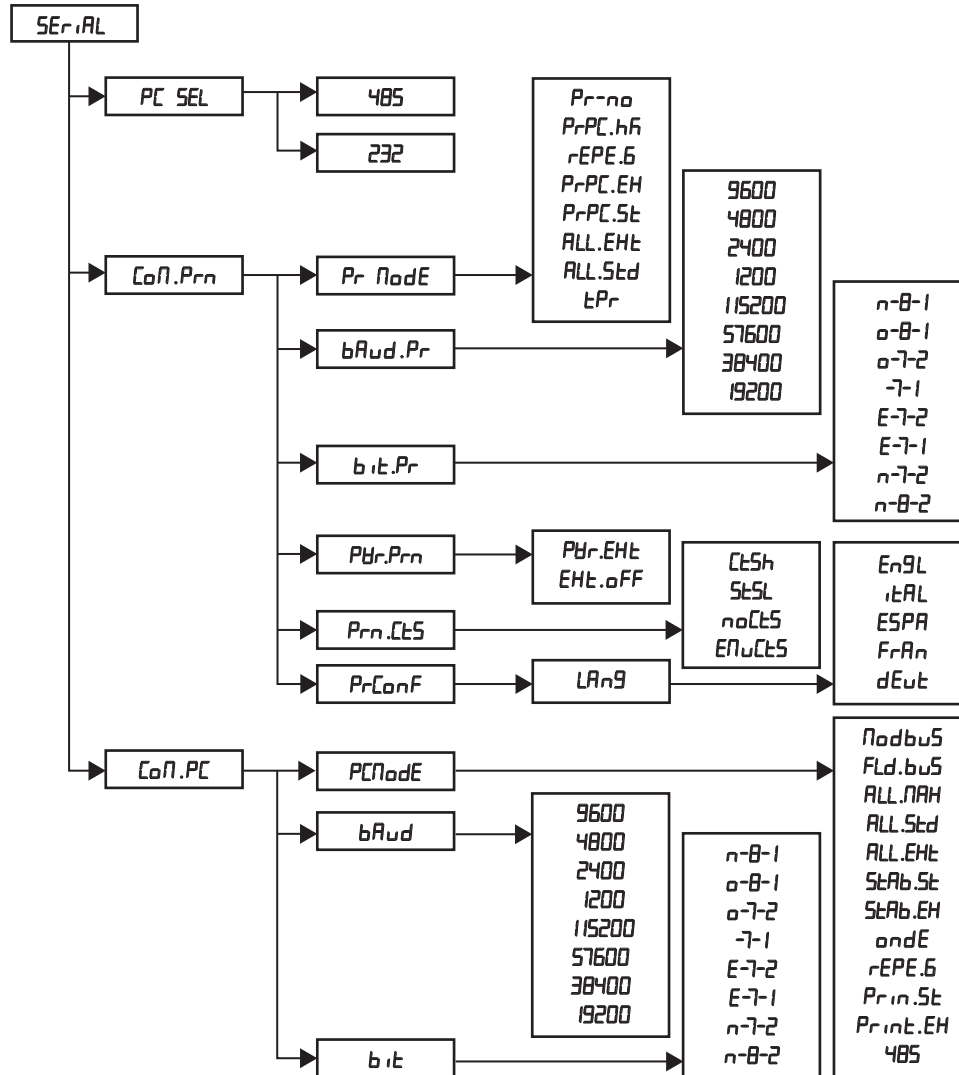 SEriAL
PC SEL
485
232
CoM.Prn
Pr ModE
Pr-no
PrPC.hR
rEPE.6
PrPC.EH
PrPC.St
ALL.EHt
ALL.Std
tPr
bAud.Pr
9600
4800
2400
1200
115200
57600
38400
19200
bit.Pr
n-8-1
o-8-1
o-7-2
-7-1
E-7-2
E-7-1
n-7-2
n-8-2
PWr.Prn
PWr.EHt
EHt.oFF
Prn.CtS
CtSh
StSL
noCtS
EMuCtS
PrConF
LAng
EngL
itAL
ESPA
FrAn
dEut
CoM.PC
PCModE
ModbuS
FLd.buS
ALL.MAH
ALL.Std
ALL.EHt
StAb.St
StAb.EH
ondE
rEPE.6
Prin.St
Print.EH
485
bAud
9600
4800
2400
1200
115200
57600
38400
19200
bit
n-8-1
o-8-1
o-7-2
-7-1
E-7-2
E-7-1
n-7-2
n-8-2